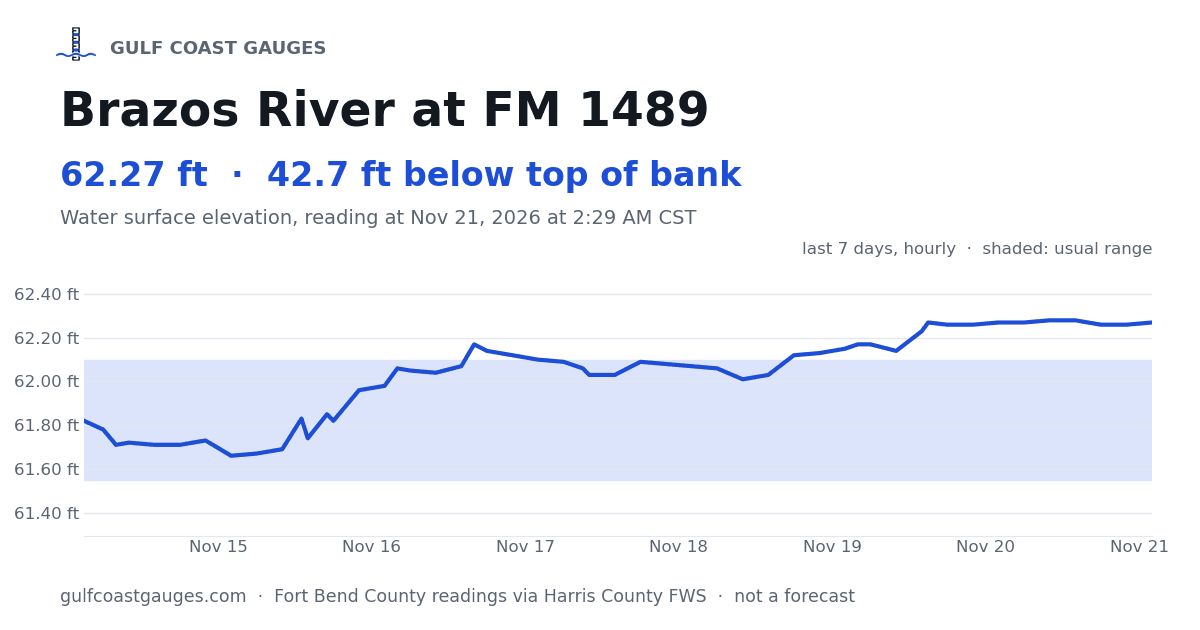 GULF COAST GAUGES
Brazos River at FM 1489
62.27 ft · 42.7 ft below top of bank
Water surface elevation, reading at Nov 21, 2026 at 2:29 AM CST
last 7 days, hourly · shaded: usual range
62.40 ft
62.20 ft
62.00 ft
61.80 ft
61.60 ft
61.40 ft
Nov 15 Nov 16 Nov 17 Nov 18 Nov 19 Nov 20 Nov 21
gulfcoastgauges.com · Fort Bend County readings via Harris County FWS · not a forecast